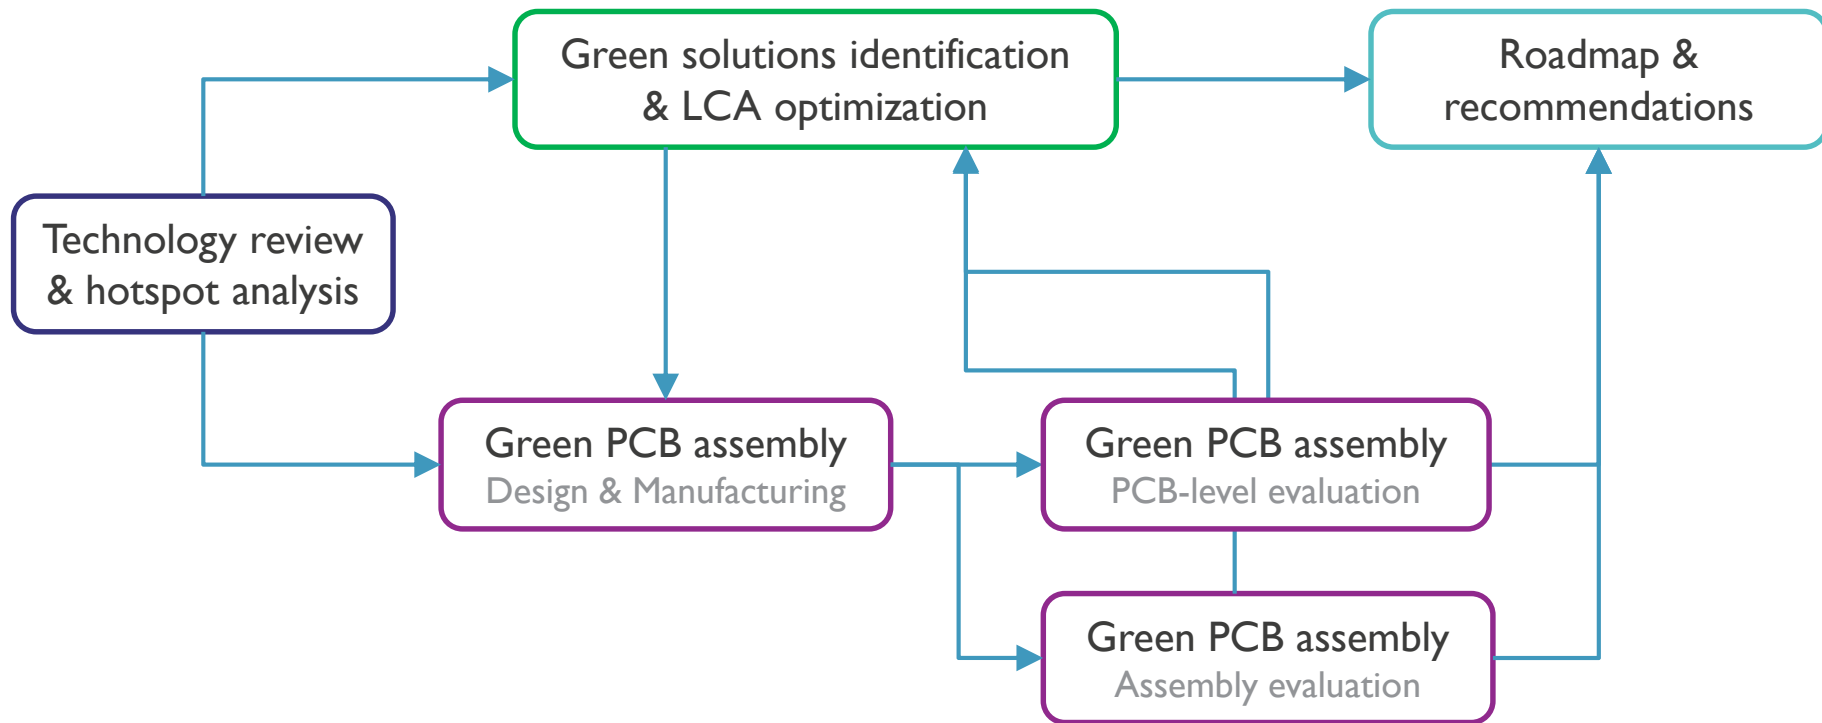 Green solutions identification
& LCA optimization
Roadmap &
recommendations
Technology review
& hotspot analysis
Green PCB assembly
Design & Manufacturing
Green PCB assembly
PCB-level evaluation
Green PCB assembly
Assembly evaluation